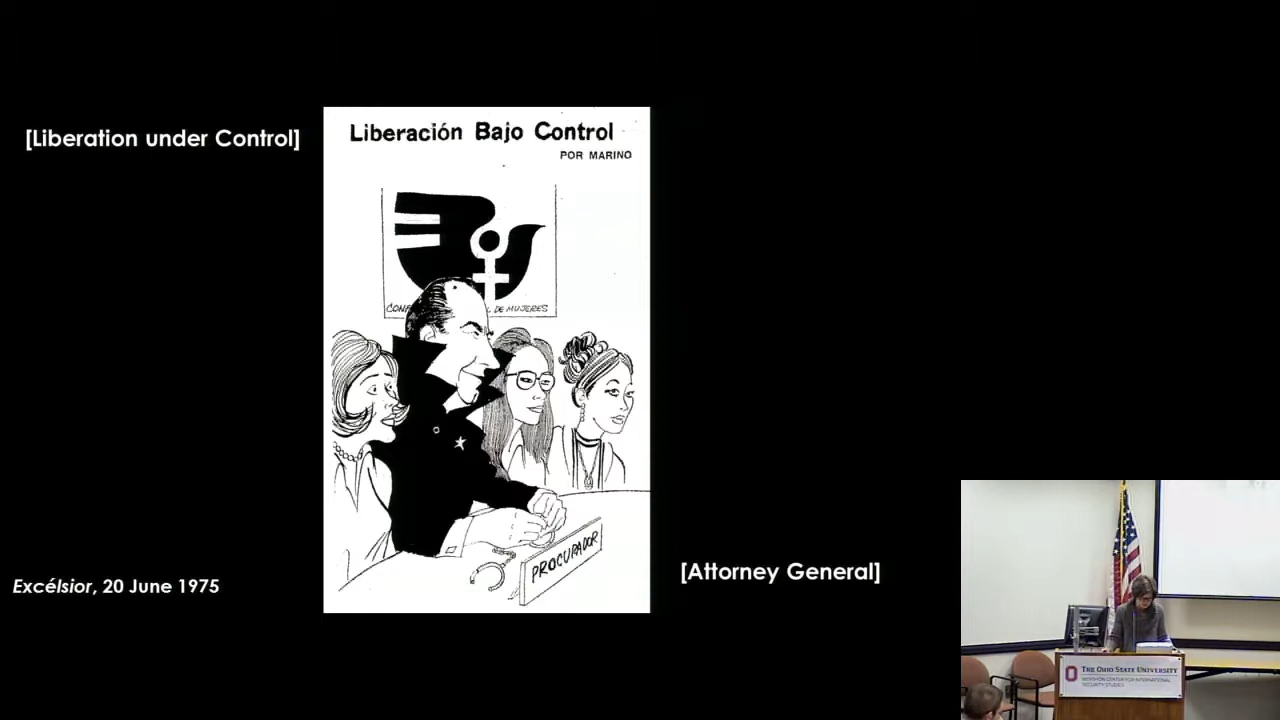 [Liberation under Control]
Liberación Bajo Control
POR MARINO
DE MUJERES
PROCURADOR
Excélsior, 20 June 1975
[Attorney General]
THE OHIO STATE UNIVERSITY
MERSHON CENTER FOR INTERNATIONAL
SECURITY STUDIES